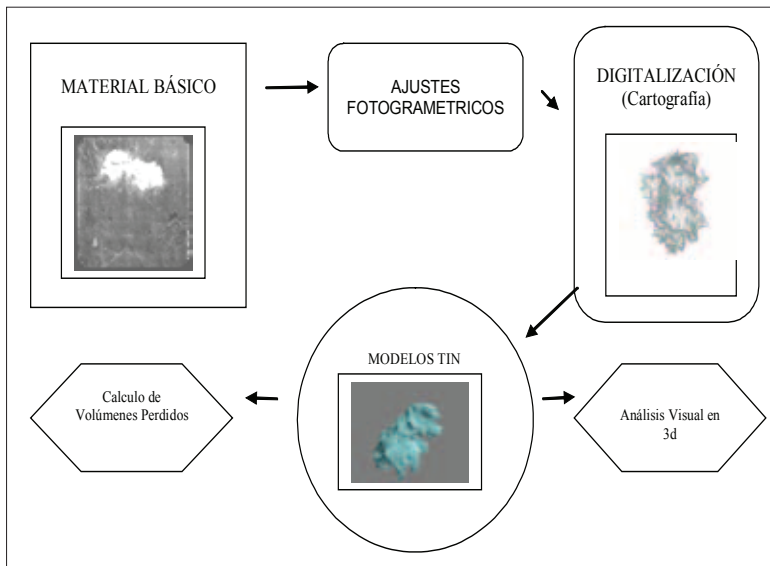 MATERIAL BÁSICO
AJUSTES
FOTOGRAMETRICOS
DIGITALIZACIÓN
(Cartografía)
MODELOS TIN
Calculo de
Volúmenes Perdidos
Análisis Visual en
3d